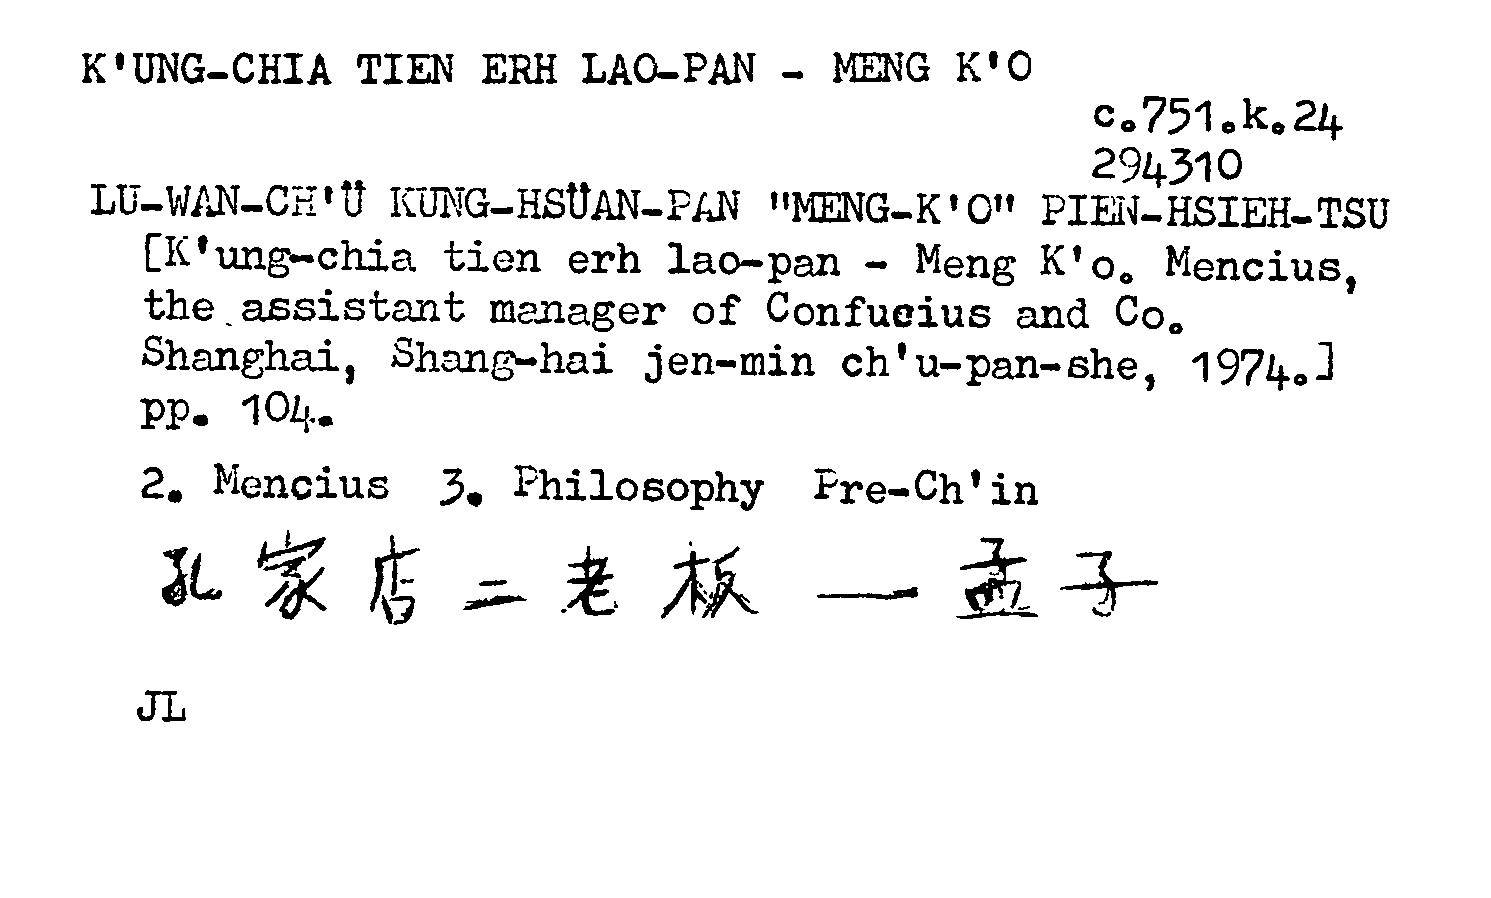 K'UNG-CHIA TIEN ERH LAO-PAN - MENG K'O
c.751.k.24
294310
LU-WAN-CH'Ü KUNG-HSÜAN-PAN "MENG-K'O" PIEN-HSIEH-TSU
[K'ung-chia tien erh lao-pan - Meng K'o. Mencius,
the assistant manager of Confucius and Co.
Shanghai, Shang-hai jen-min ch'u-pan-she, 1974.]
pp. 104.
2. Mencius 3. Philosophy Pre-Ch'in
孔家店二老板一孟子
JL